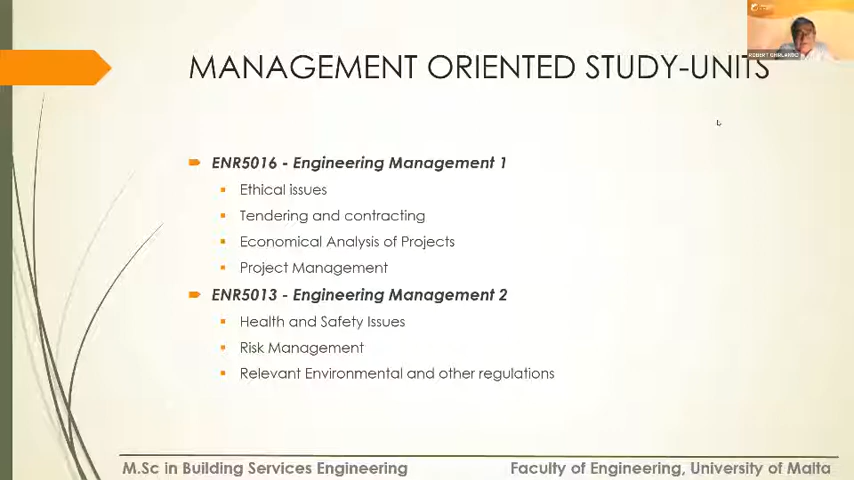 MANAGEMENT ORIENTED STUDY-UNITS
ENR5016 - Engineering Management 1
Ethical issues
Tendering and contracting
Economical Analysis of Projects
Project Management
ENR5013 - Engineering Management 2
Health and Safety Issues
Risk Management
Relevant Environmental and other regulations
M.Sc in Building Services Engineering
Faculty of Engineering, University of Malta